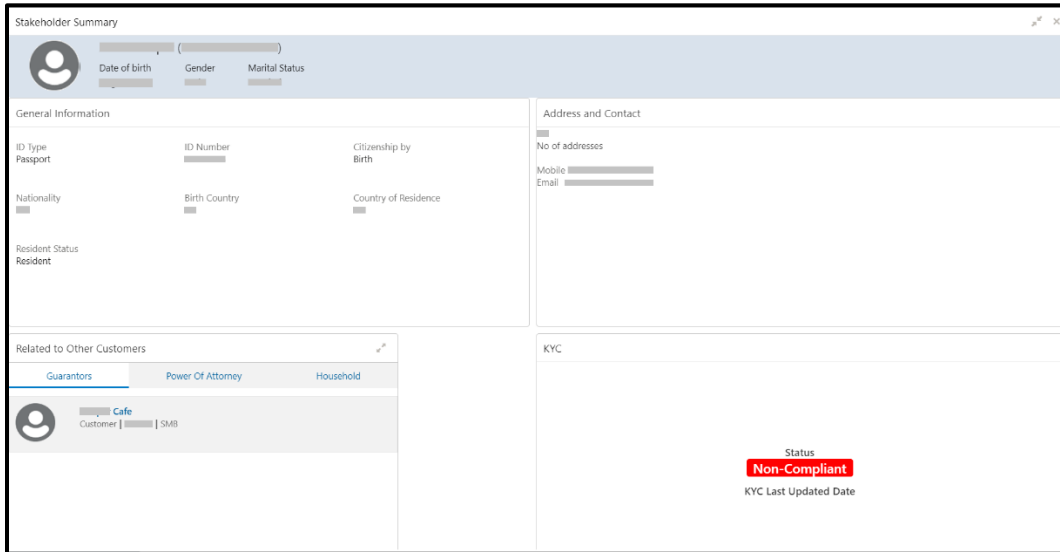 Stakeholder Summary
(                    )
Date of birth Gender Marital Status
General Information
ID Type ID Number Citizenship by
Passport Birth
Nationality Birth Country Country of Residence
Resident Status
Resident
Address and Contact
No of addresses
Mobile
Email
Related to Other Customers
Guarantors Power Of Attorney Household
Cafe
Customer | | SMB
KYC
Status
Non-Compliant
KYC Last Updated Date